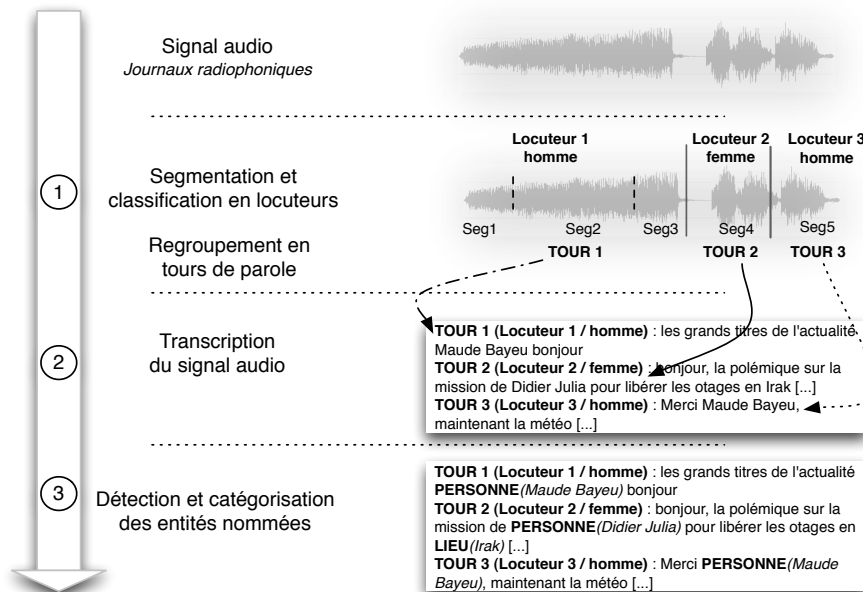 Signal audio
Journaux radiophoniques
Locuteur 1
homme
Locuteur 2
femme
Locuteur 3
homme
1
Segmentation et
classification en locuteurs
Seg1
Seg2
Seg3
Seg4
Seg5
Regroupement en
tours de parole
TOUR 1
TOUR 2
TOUR 3
2
Transcription
du signal audio
TOUR 1 (Locuteur 1 / homme) : les grands titres de l'actualité
Maude Bayeu bonjour
TOUR 2 (Locuteur 2 / femme) : bonjour, la polémique sur la
mission de Didier Julia pour libérer les otages en Irak [...]
TOUR 3 (Locuteur 3 / homme) : Merci Maude Bayeu,
maintenant la météo [...]
3
Détection et catégorisation
des entités nommées
TOUR 1 (Locuteur 1 / homme) : les grands titres de l'actualité
PERSONNE(Maude Bayeu) bonjour
TOUR 2 (Locuteur 2 / femme) : bonjour, la polémique sur la
mission de PERSONNE(Didier Julia) pour libérer les otages en
LIEU(Irak) [...]
TOUR 3 (Locuteur 3 / homme) : Merci PERSONNE(Maude
Bayeu), maintenant la météo [...]